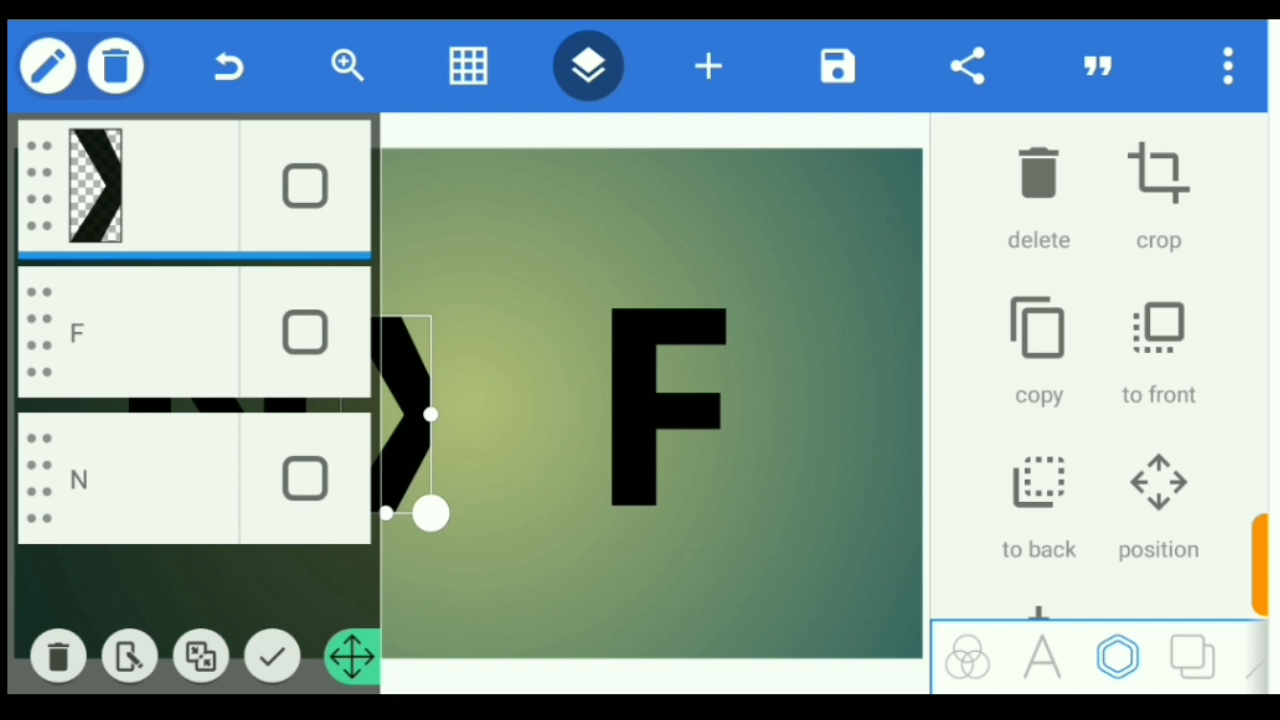 delete crop
F
F
copy to front
N
to back position